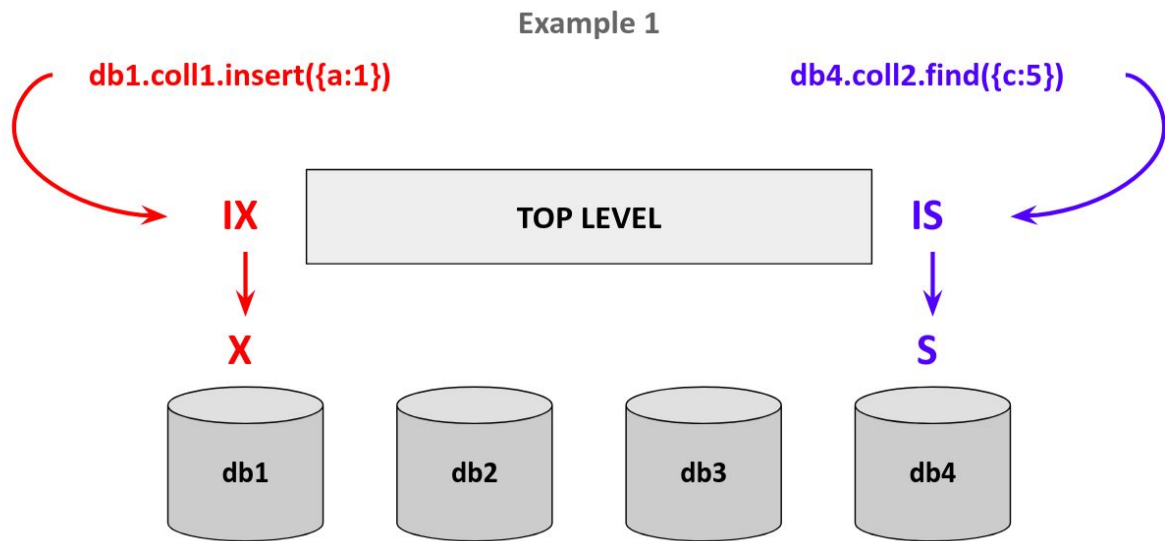 Example 1
db1.coll1.insert({a:1})
db4.coll2.find({c:5})
IX
TOP LEVEL
IS
X
S
db1
db2
db3
db4